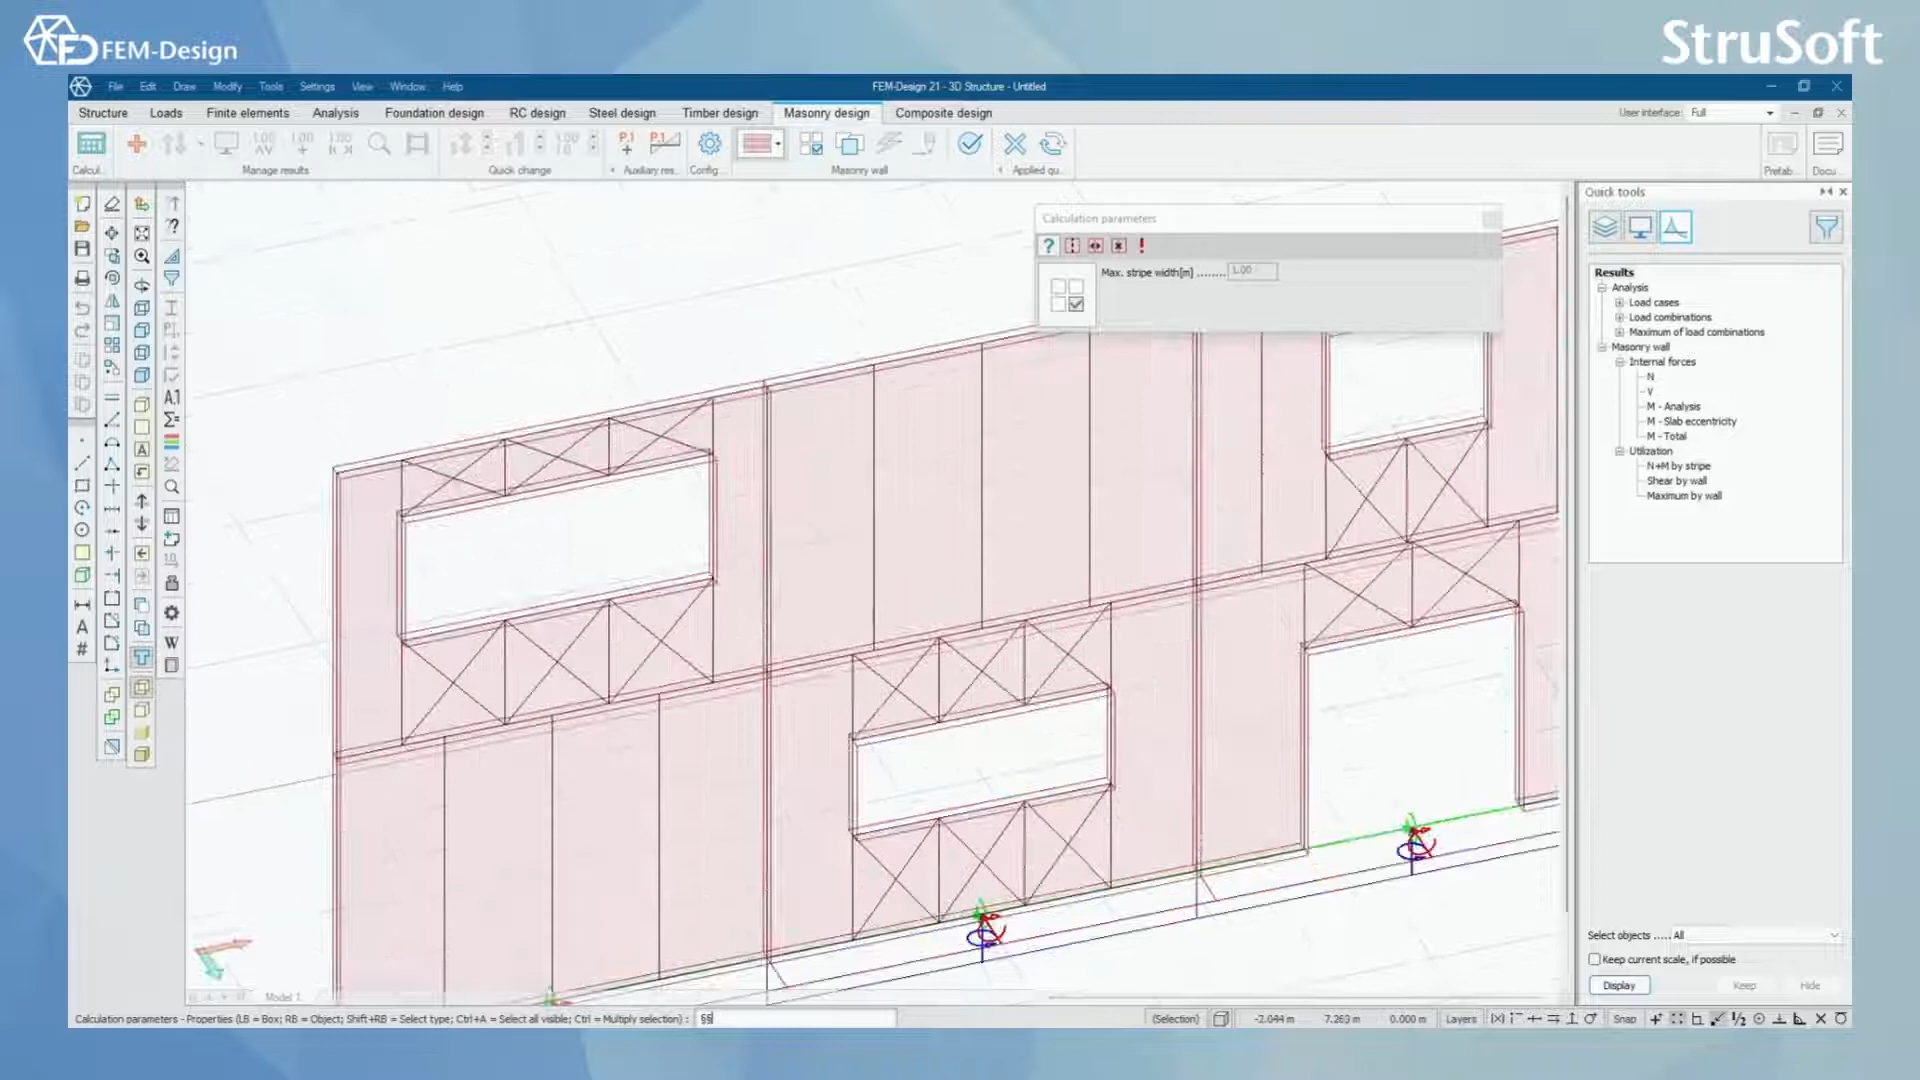 FEM-Design
StruSoft
File Edit Draw Modify Tools Settings View Window Help
FEM-Design 21 - 3D Structure - Untitled
Structure Loads Finite elements Analysis Foundation design RC design Steel design Timber design Masonry design Composite design
User interface: Full
Calcul... Manage results Quick change Auxiliary res... Config... Masonry wall Applied qu... Prefab... Docu...
Quick tools
Calculation parameters
Max. stripe width[m] ........ 1.00
Results
Analysis
Load cases
Load combinations
Maximum of load combinations
Masonry wall
Internal forces
N
V
M - Analysis
M - Slab eccentricity
M - Total
Utilization
N+M by stripe
Shear by wall
Maximum by wall
Select objects ..... All
Keep current scale, if possible
Display Keep Hide
Model 1
Calculation parameters - Properties (LB = Box; RB = Object; Shift+RB = Select type; Ctrl+A = Select all visible; Ctrl = Multiply selection) : §§
(Selection) -2.044 m 7.263 m 0.000 m Layers Snap